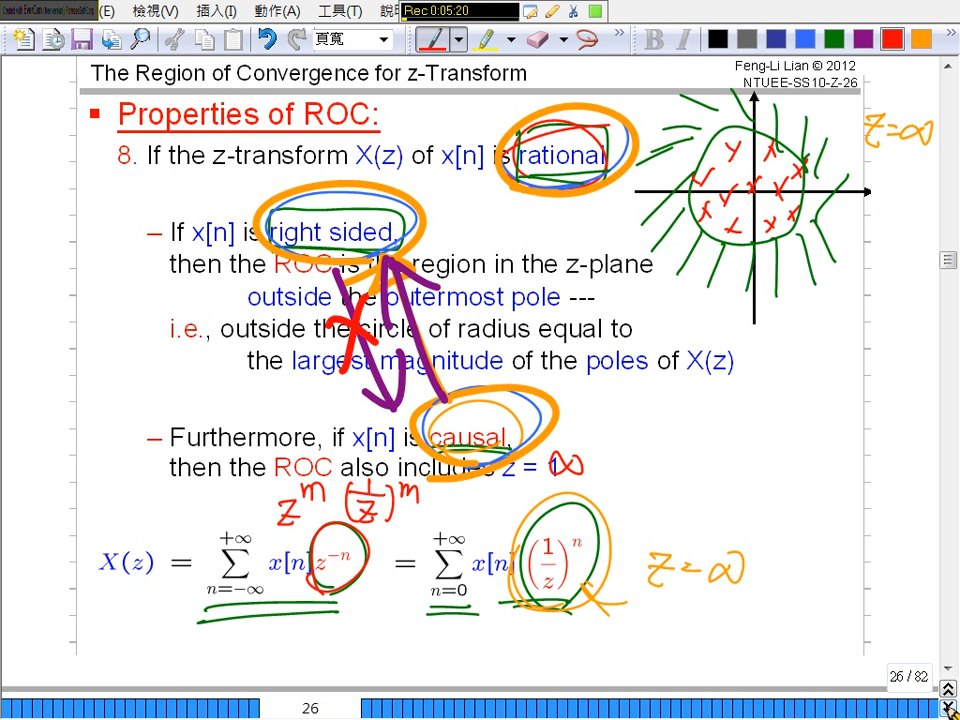 (E) 檢視(V) 插入(I) 動作(A) 工具(T)
Rec 0:05:20
頁寬
B I U
The Region of Convergence for z-Transform
Feng-Li Lian © 2012
NTUEE-SS10-Z-26
Properties of ROC:
z=∞
8. If the z-transform X(z) of x[n] is rational
– If x[n] is right sided,
then the ROC is the region in the z-plane
outside the outermost pole ---
i.e., outside the circle of radius equal to
the largest magnitude of the poles of X(z)
– Furthermore, if x[n] is causal,
then the ROC also includes z = 1 ∞
z^m (1/z)^m
X(z) = ∑_{n=-∞}^{+∞} x[n] z^{-n} = ∑_{n=0}^{+∞} x[n] (1/z)^n
z=∞
26 / 82
26